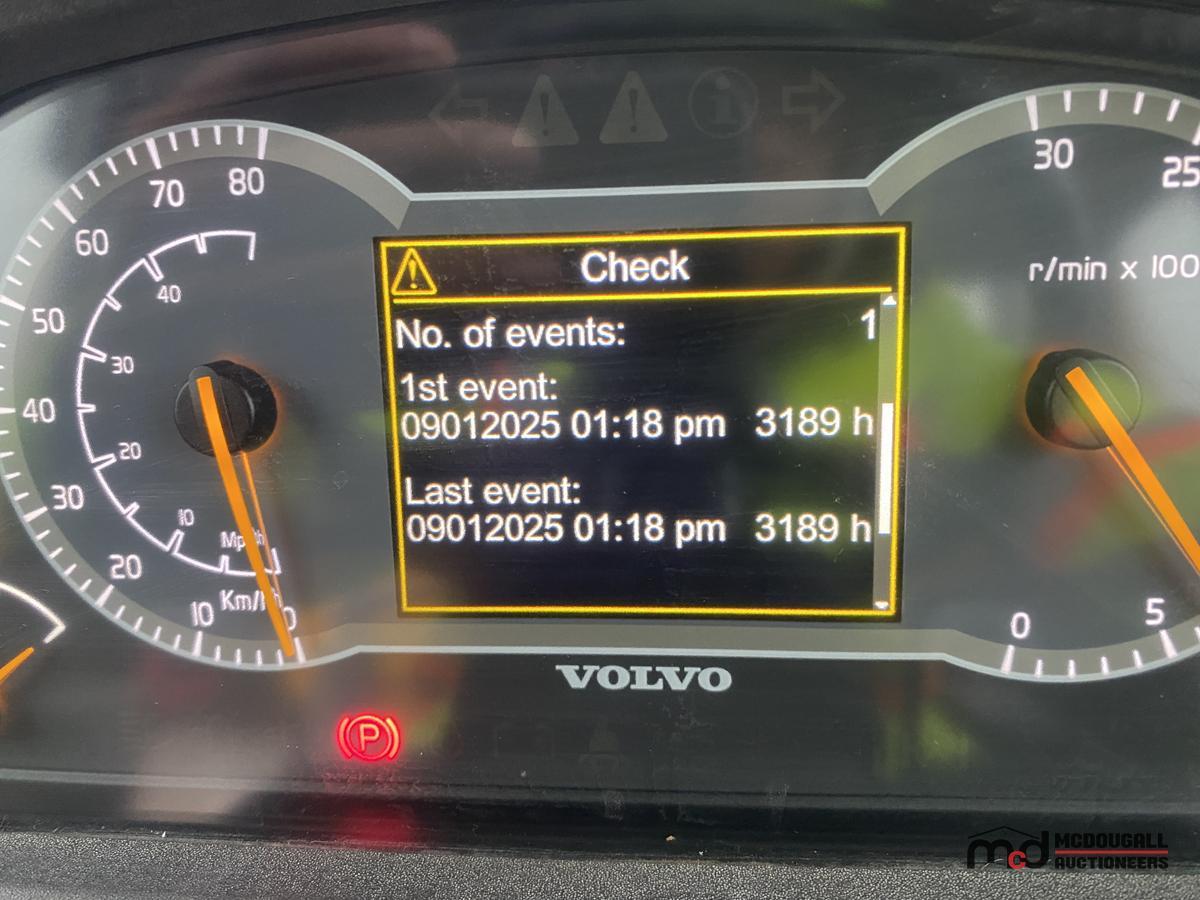 Check
No. of events: 1
1st event:
09012025 01:18 pm 3189 h
Last event:
09012025 01:18 pm 3189 h
80
70
60
50
40
30
20
10
0
40
30
20
10
Km/h
30
25
r/min x 100
0
5
VOLVO
P
mcd MCDOUGALL
AUCTIONEERS